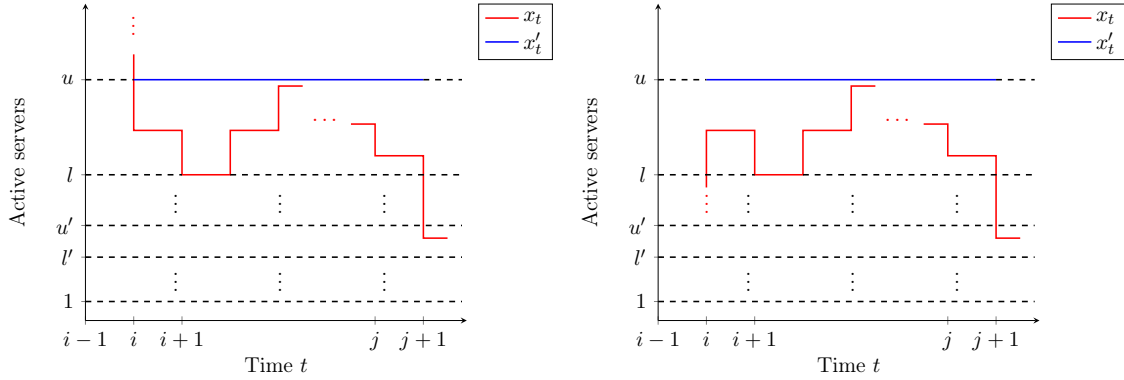 x_t
x'_t
u
l
u'
l'
1
Active servers
i − 1
i
i + 1
j
j + 1
Time t
x_t
x'_t
u
l
u'
l'
1
Active servers
i − 1
i
i + 1
j
j + 1
Time t